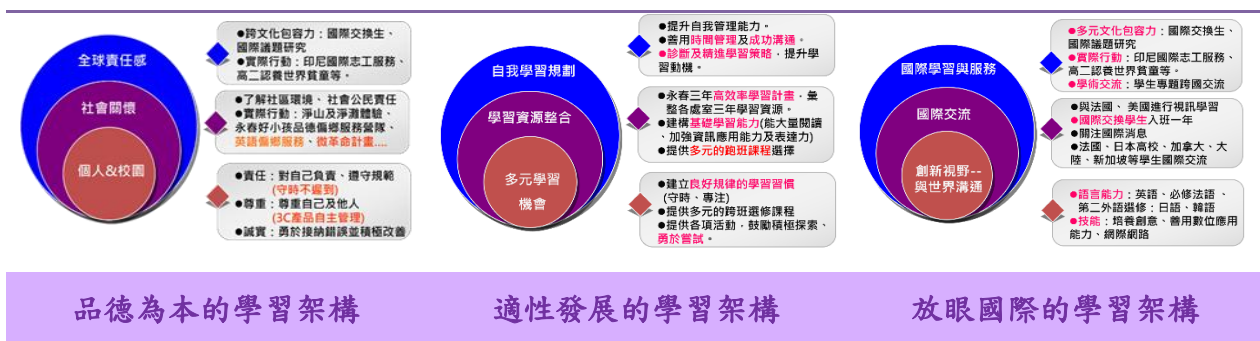 全球責任感
社會關懷
個人&校園
●跨文化包容力：國際交換生、
國際議題研究
●實際行動：印尼國際志工服務、
高二認養世界貧童等。
●了解社區環境、社會公民責任
●實際行動：淨山及淨灘體驗、
永春好小孩品德偏鄉服務營隊、
英語偏鄉服務、微革命計畫....
●責任：對自己負責、遵守規範
(守時不遲到)
●尊重：尊重自己及他人
(3C產品自主管理)
●誠實：勇於接納錯誤並積極改善
品德為本的學習架構
自我學習規劃
學習資源整合
多元學習
機會
●提升自我管理能力。
●善用時間管理及成功溝通。
●診斷及精進學習策略，提升學
習動機。
●永春三年高效率學習計畫，彙
整各處室三年學習資源。
●建構基礎學習能力(能大量閱讀
、加強資訊應用能力及表達力)
●提供多元的跑班課程選擇
●建立良好規律的學習習慣
(守時、專注)
●提供多元的跨班選修課程
●提供各項活動，鼓勵積極探索、
勇於嘗試。
適性發展的學習架構
國際學習與服務
國際交流
創新視野--
與世界溝通
●多元文化包容力：國際交換生、
國際議題研究
●實際行動：印尼國際志工服務、
高二認養世界貧童等。
●學術交流：學生專題跨國交流
●與法國、美國進行視訊學習
●國際交換學生入班一年
●關注國際消息
●法國、日本高校、加拿大、大
陸、新加坡等學生國際交流
●語言能力：英語、必修法語、
第二外語選修：日語、韓語
●技能：培養創意、善用數位應用
能力、網際網路
放眼國際的學習架構